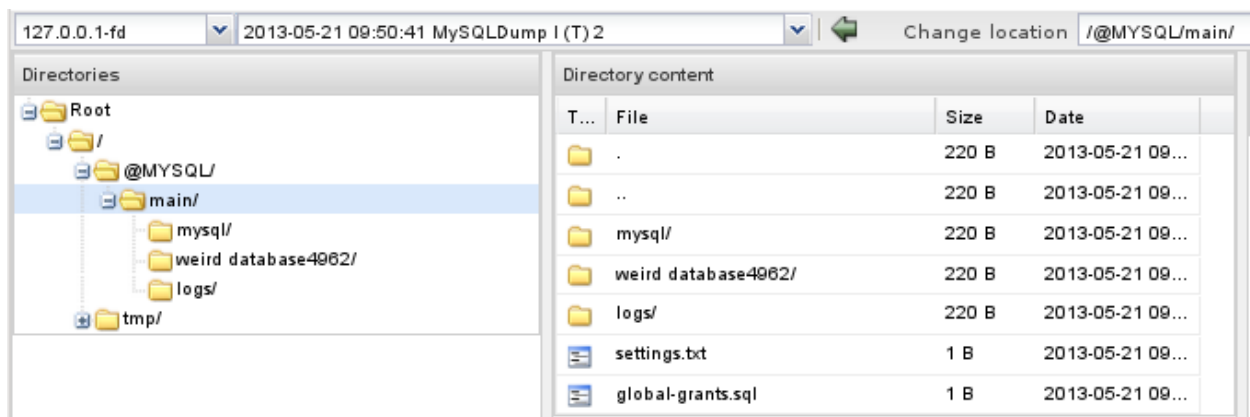 127.0.0.1-fd 2013-05-21 09:50:41 MySQLDump I (T) 2 Change location /@MYSQL/main/
Directories
Root
/
@MYSQL/
main/
mysql/
weird database4962/
logs/
tmp/
Directory content
T... File Size Date
. 220 B 2013-05-21 09...
.. 220 B 2013-05-21 09...
mysql/ 220 B 2013-05-21 09...
weird database4962/ 220 B 2013-05-21 09...
logs/ 220 B 2013-05-21 09...
settings.txt 1 B 2013-05-21 09...
global-grants.sql 1 B 2013-05-21 09...